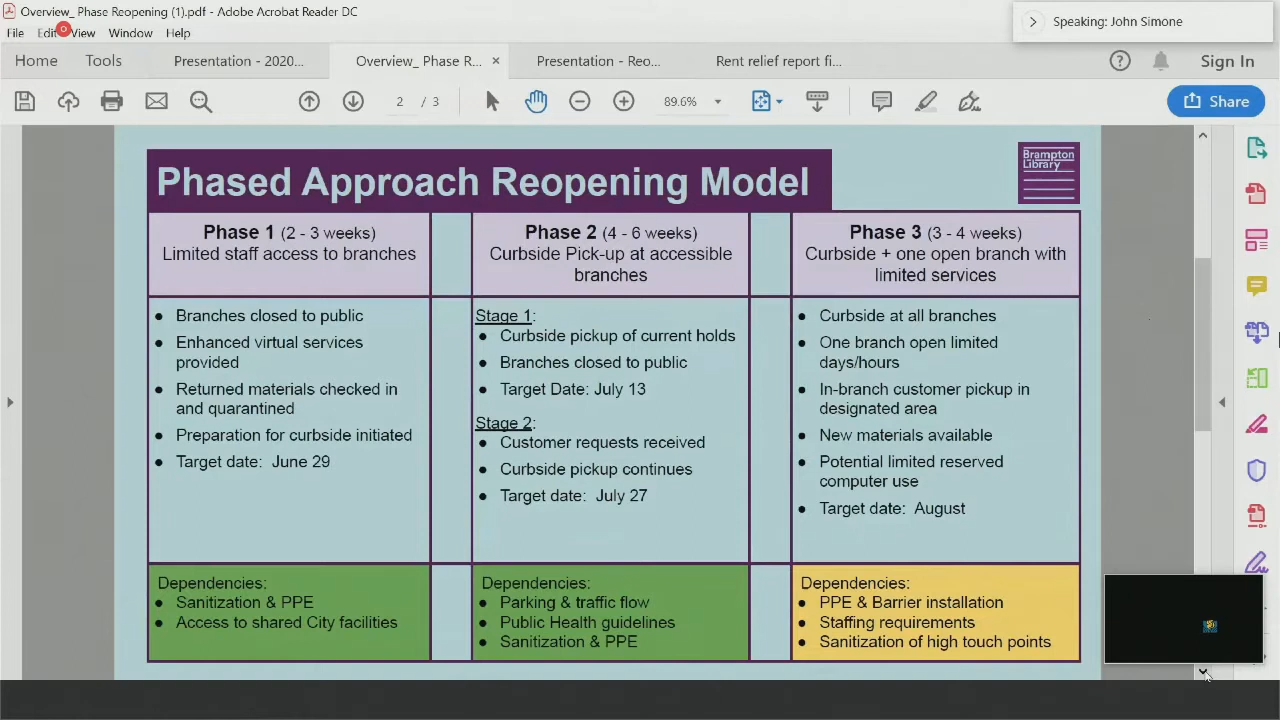 Overview_ Phase Reopening (1).pdf - Adobe Acrobat Reader DC
Speaking: John Simone
File Edit View Window Help
Home Tools Presentation - 2020... Overview_ Phase R... × Presentation - Reo... Rent relief report fi... Sign In
2 / 3 89.6% Share
Phased Approach Reopening Model
Brampton
Library
Phase 1 (2 - 3 weeks)
Limited staff access to branches
Phase 2 (4 - 6 weeks)
Curbside Pick-up at accessible
branches
Phase 3 (3 - 4 weeks)
Curbside + one open branch with
limited services
● Branches closed to public
● Enhanced virtual services
provided
● Returned materials checked in
and quarantined
● Preparation for curbside initiated
● Target date: June 29
Stage 1:
● Curbside pickup of current holds
● Branches closed to public
● Target Date: July 13
Stage 2:
● Customer requests received
● Curbside pickup continues
● Target date: July 27
● Curbside at all branches
● One branch open limited
days/hours
● In-branch customer pickup in
designated area
● New materials available
● Potential limited reserved
computer use
● Target date: August
Dependencies:
● Sanitization & PPE
● Access to shared City facilities
Dependencies:
● Parking & traffic flow
● Public Health guidelines
● Sanitization & PPE
Dependencies:
● PPE & Barrier installation
● Staffing requirements
● Sanitization of high touch points